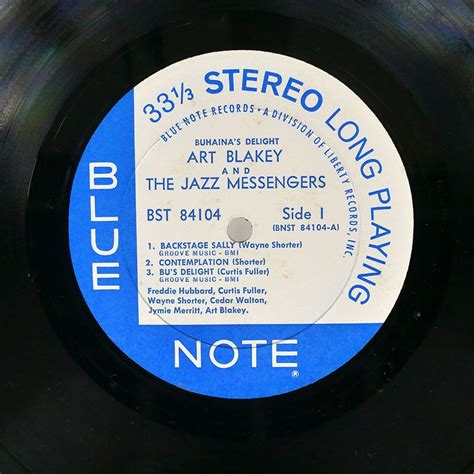 33 1/3 STEREO LONG PLAYING
BLUE NOTE RECORDS • A DIVISION OF LIBERTY RECORDS, INC.
BUHAINA'S DELIGHT
ART BLAKEY
AND
THE JAZZ MESSENGERS
BST 84104
Side 1
(BNST 84104-A)
1. BACKSTAGE SALLY (Wayne Shorter)
GROOVE MUSIC - BMI
2. CONTEMPLATION (Shorter)
3. BU'S DELIGHT (Curtis Fuller)
GROOVE MUSIC - BMI
Freddie Hubbard, Curtis Fuller,
Wayne Shorter, Cedar Walton,
Jymie Merritt, Art Blakey.
BLUE
NOTE®